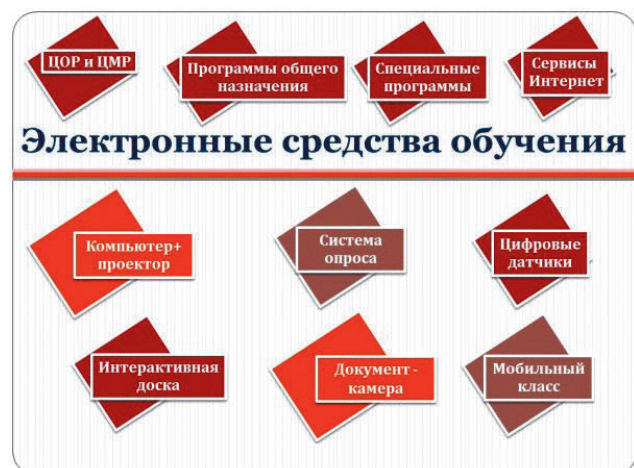 ЦОР и ЦМР
Программы общего
назначения
Специальные
программы
Сервисы
Интернет
Электронные средства обучения
Компьютер+
проектор
Система
опроса
Цифровые
датчики
Интерактивная
доска
Документ -
камера
Мобильный
класс